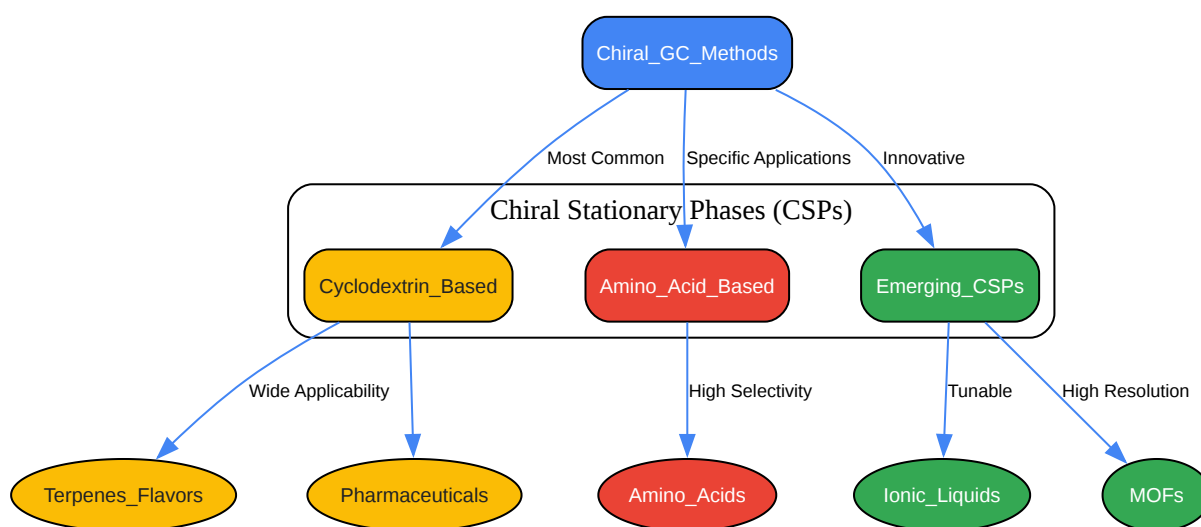 Chiral_GC_Methods
Most Common
Specific Applications
Innovative
Chiral Stationary Phases (CSPs)
Cyclodextrin_Based
Amino_Acid_Based
Emerging_CSPs
Wide Applicability
High Selectivity
Tunable
High Resolution
Terpenes_Flavors
Pharmaceuticals
Amino_Acids
Ionic_Liquids
MOFs